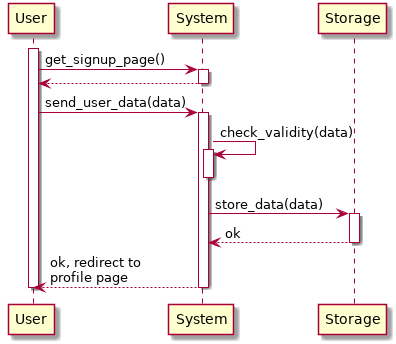 User
System
Storage
get_signup_page()
send_user_data(data)
check_validity(data)
store_data(data)
ok
ok, redirect to
profile page
User
System
Storage